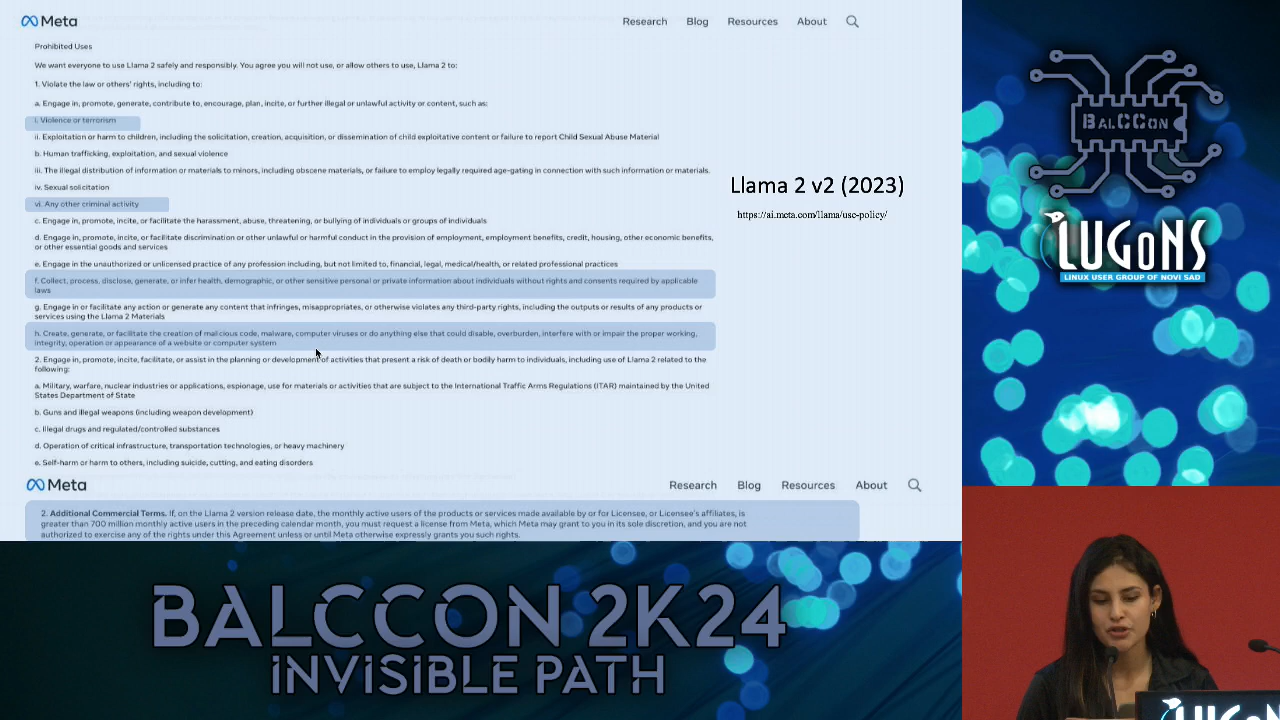 Meta
Research Blog Resources About
Prohibited Uses
We want everyone to use Llama 2 safely and responsibly. You agree you will not use, or allow others to use, Llama 2 to:
1. Violate the law or others' rights, including to:
a. Engage in, promote, generate, contribute to, encourage, plan, incite, or further illegal or unlawful activity or content, such as:
i. Violence or terrorism
ii. Exploitation or harm to children, including the solicitation, creation, acquisition, or dissemination of child exploitative content or failure to report Child Sexual Abuse Material
b. Human trafficking, exploitation, and sexual violence
iii. The illegal distribution of information or materials to minors, including obscene materials, or failure to employ legally required age-gating in connection with such information or materials.
iv. Sexual solicitation
vi. Any other criminal activity
c. Engage in, promote, incite, or facilitate the harassment, abuse, threatening, or bullying of individuals or groups of individuals
d. Engage in, promote, incite, or facilitate discrimination or other unlawful or harmful conduct in the provision of employment, employment benefits, credit, housing, other economic benefits,
or other essential goods and services
e. Engage in the unauthorized or unlicensed practice of any profession including, but not limited to, financial, legal, medical/health, or related professional practices
f. Collect, process, disclose, generate, or infer health, demographic, or other sensitive personal or private information about individuals without rights and consents required by applicable
laws
g. Engage in or facilitate any action or generate any content that infringes, misappropriates, or otherwise violates any third-party rights, including the outputs or results of any products or
services using the Llama 2 Materials
h. Create, generate, or facilitate the creation of malicious code, malware, computer viruses or do anything else that could disable, overburden, interfere with or impair the proper working,
integrity, operation or appearance of a website or computer system
2. Engage in, promote, incite, facilitate, or assist in the planning or development of activities that present a risk of death or bodily harm to individuals, including use of Llama 2 related to the
following:
a. Military, warfare, nuclear industries or applications, espionage, use for materials or activities that are subject to the International Traffic Arms Regulations (ITAR) maintained by the United
States Department of State
b. Guns and illegal weapons (including weapon development)
c. Illegal drugs and regulated/controlled substances
d. Operation of critical infrastructure, transportation technologies, or heavy machinery
e. Self-harm or harm to others, including suicide, cutting, and eating disorders
Llama 2 v2 (2023)
https://ai.meta.com/llama/use-policy/
Meta
Research Blog Resources About
2. Additional Commercial Terms. If, on the Llama 2 version release date, the monthly active users of the products or services made available by or for Licensee, or Licensee's affiliates, is
greater than 700 million monthly active users in the preceding calendar month, you must request a license from Meta, which Meta may grant to you in its sole discretion, and you are not
authorized to exercise any of the rights under this Agreement unless or until Meta otherwise expressly grants you such rights.
BALCCON
LUGONS
LINUX USER GROUP OF NOVI SAD
BALCCON 2K24
INVISIBLE PATH